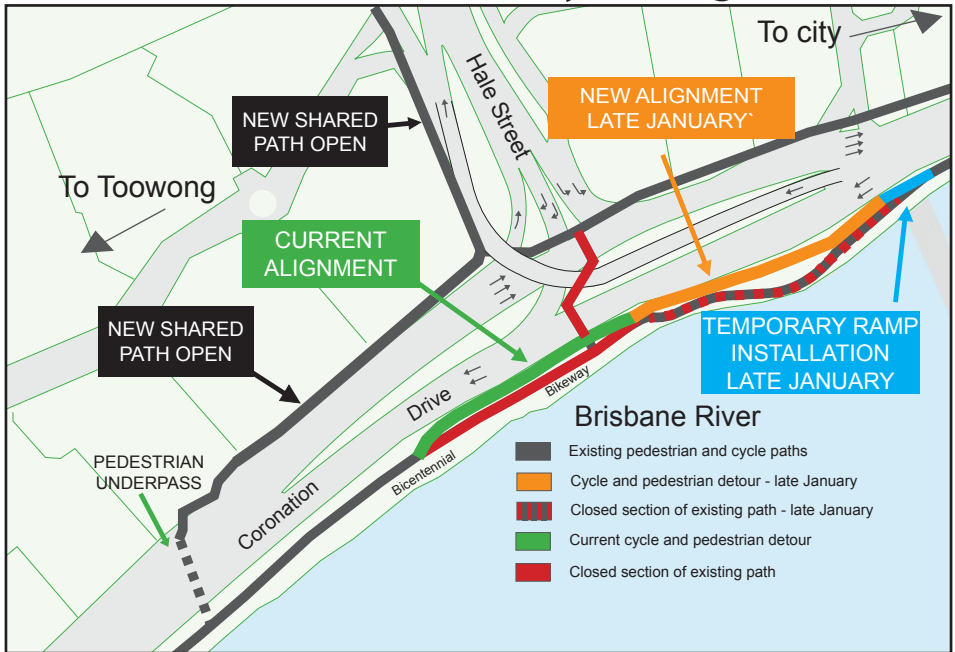 To city
Hale Street
NEW ALIGNMENT
LATE JANUARY`
NEW SHARED
PATH OPEN
To Toowong
CURRENT
ALIGNMENT
NEW SHARED
PATH OPEN
TEMPORARY RAMP
INSTALLATION
LATE JANUARY
Drive
Bikeway
Brisbane River
PEDESTRIAN
UNDERPASS
Coronation
Bicentennial
Existing pedestrian and cycle paths
Cycle and pedestrian detour - late January
Closed section of existing path - late January
Current cycle and pedestrian detour
Closed section of existing path